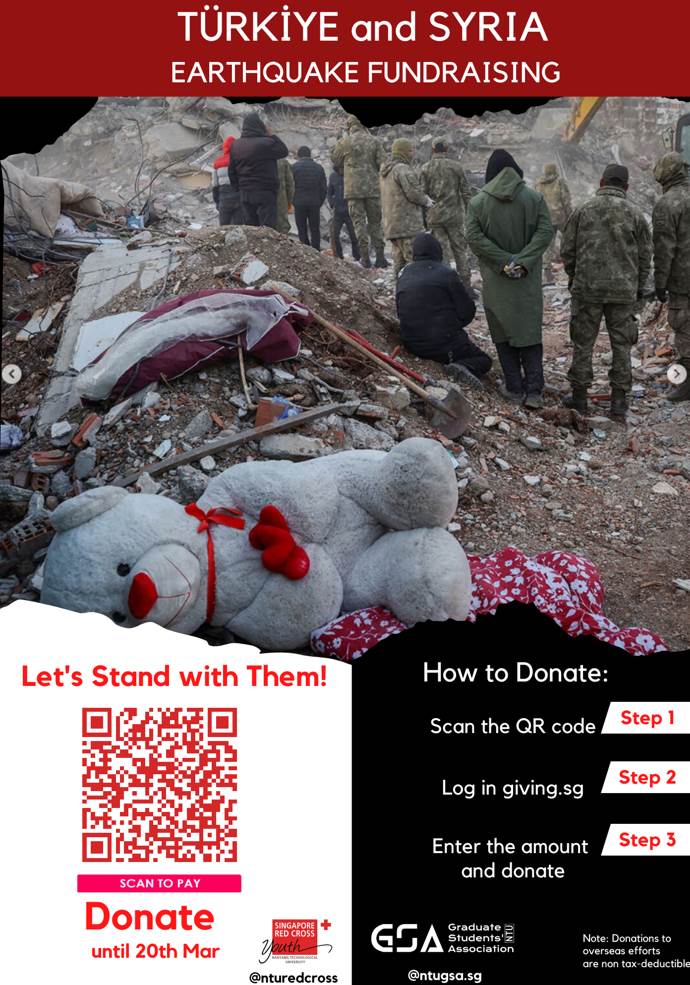 TÜRKİYE and SYRIA
EARTHQUAKE FUNDRAISING
Let's Stand with Them!
SCAN TO PAY
Donate
until 20th Mar
SINGAPORE
RED CROSS
Youth
NANYANG TECHNOLOGICAL
UNIVERSITY
@nturedcross
How to Donate:
Scan the QR code
Step 1
Log in giving.sg
Step 2
Enter the amount
and donate
Step 3
GSA
Graduate
Students'
Association
NTU
@ntugsa.sg
Note: Donations to
overseas efforts
are non tax-deductible